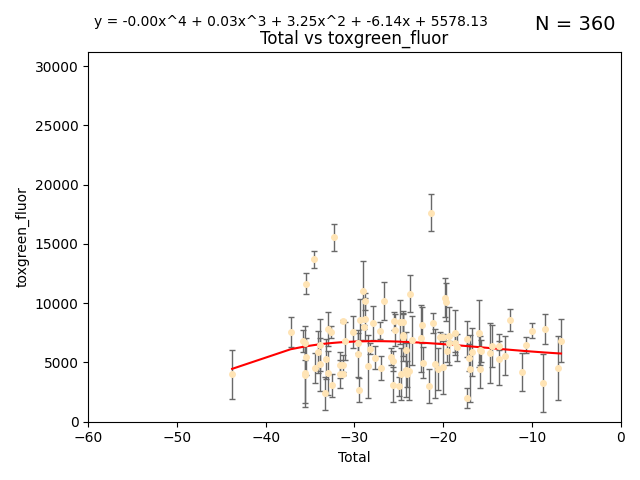 y = -0.00x^4 + 0.03x^3 + 3.25x^2 + -6.14x + 5578.13
N = 360
Total vs toxgreen_fluor
30000
25000
20000
15000
10000
5000
0
toxgreen_fluor
−60 −50 −40 −30 −20 −10 0
Total